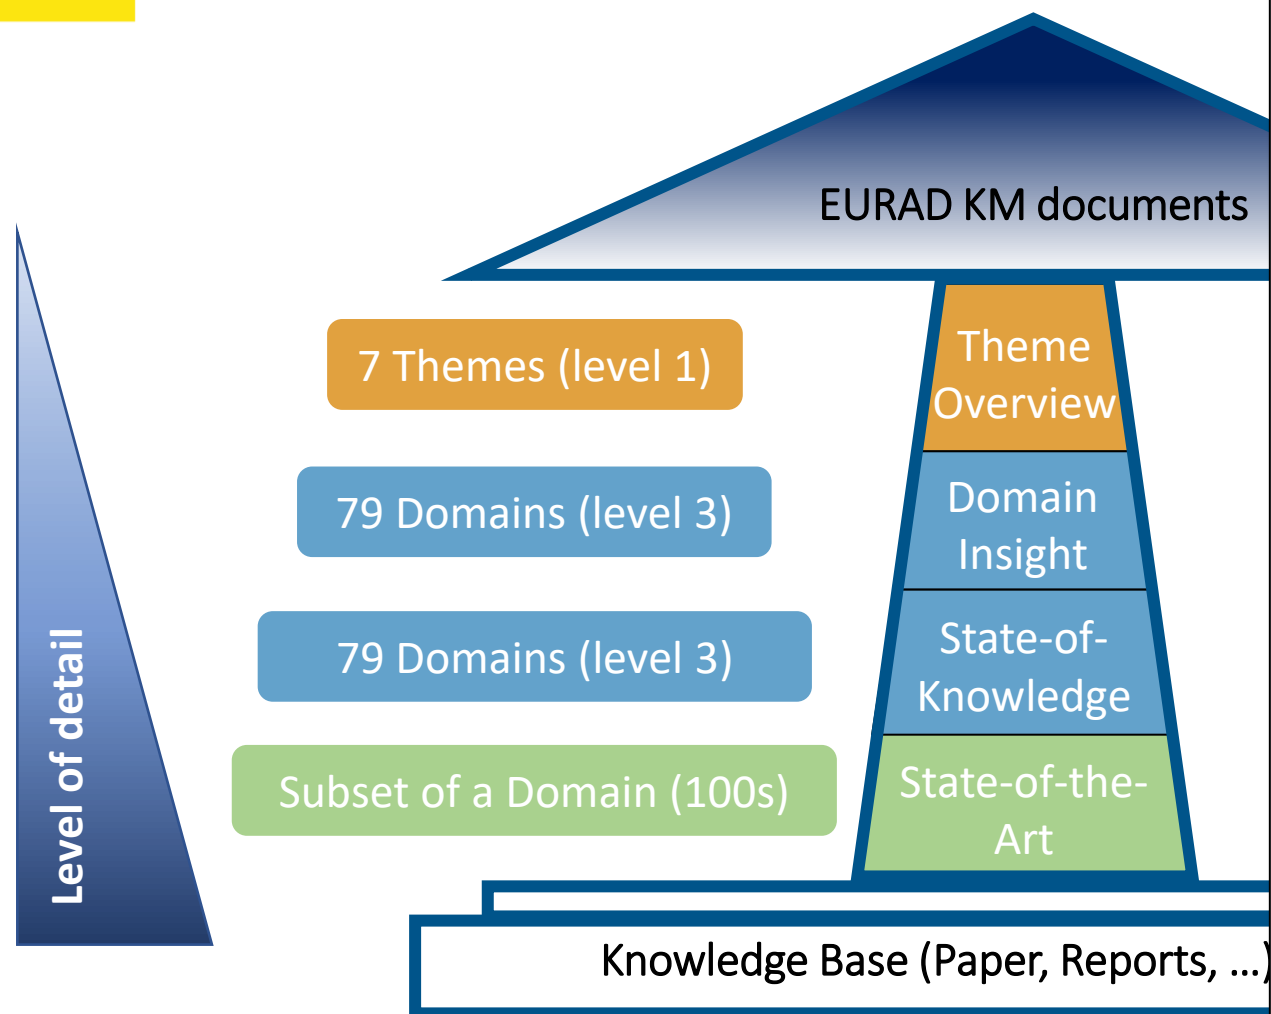 EURAD KM documents
7 Themes (level 1)
Theme
Overview
79 Domains (level 3)
Domain
Insight
79 Domains (level 3)
State-of-
Knowledge
Subset of a Domain (100s)
State-of-the-
Art
Level of detail
Knowledge Base (Paper, Reports, ...)